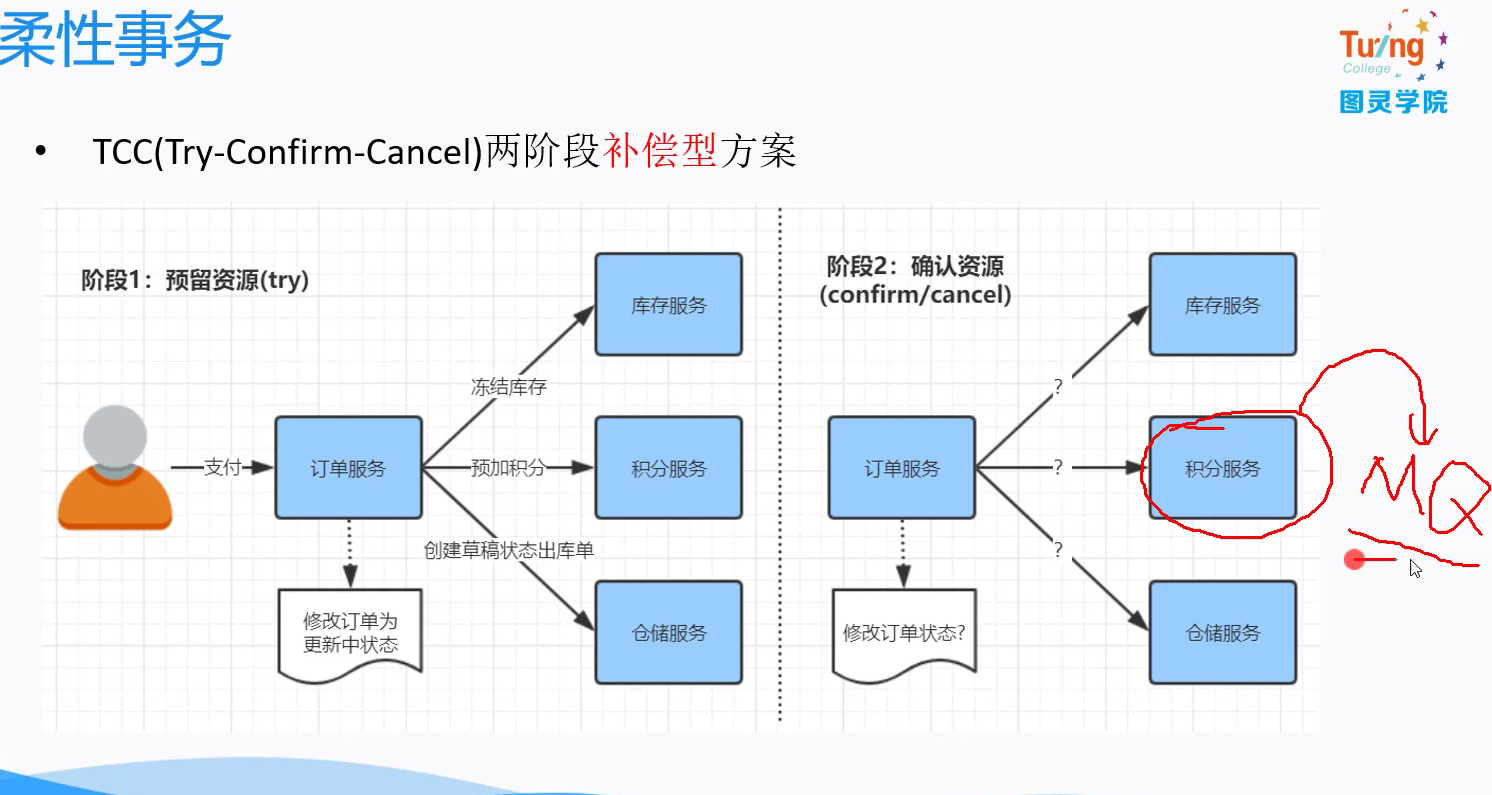 柔性事务
Turing
College
图灵学院
• TCC(Try-Confirm-Cancel)两阶段补偿型方案
阶段1：预留资源(try)
支付
订单服务
冻结库存
预加积分
创建草稿状态出库单
库存服务
积分服务
仓储服务
修改订单为
更新中状态
阶段2：确认资源
(confirm/cancel)
订单服务
?
?
?
库存服务
积分服务
仓储服务
修改订单状态?
MQ